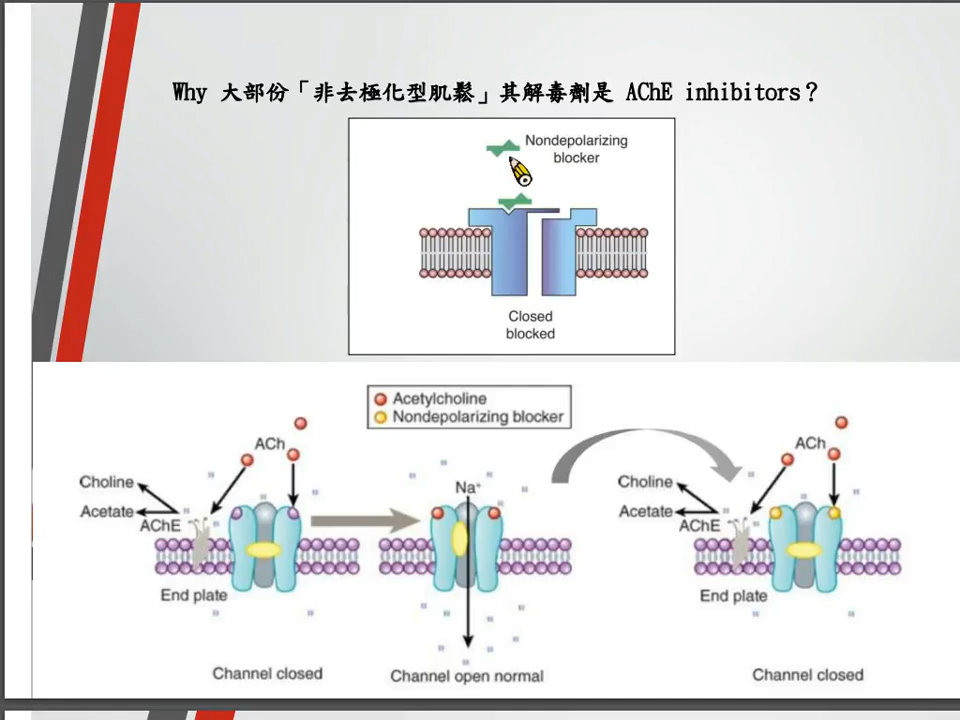 Why 大部份「非去極化型肌鬆」其解毒劑是 AChE inhibitors？
Nondepolarizing
blocker
Closed
blocked
Acetylcholine
Nondepolarizing blocker
ACh
Choline
Acetate
AChE
End plate
Channel closed
Na⁺
Channel open normal
ACh
Choline
Acetate
AChE
End plate
Channel closed